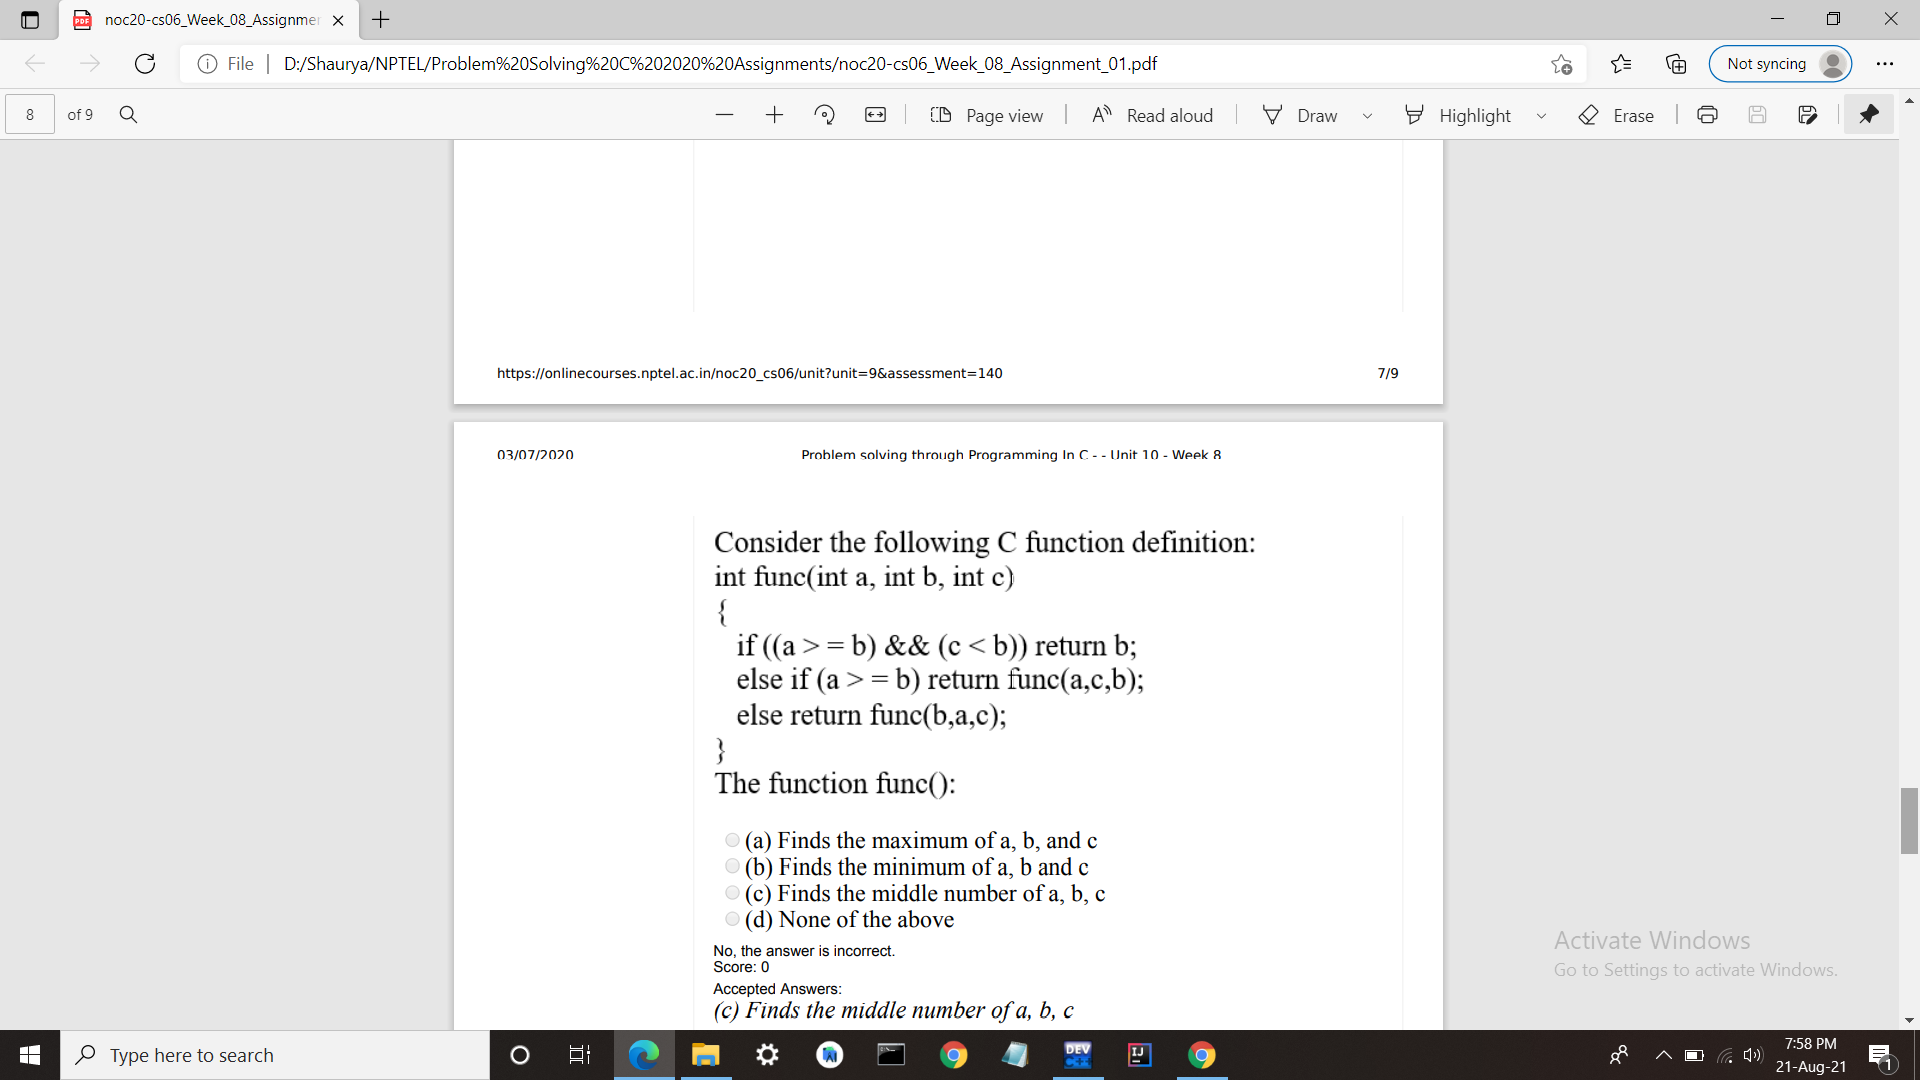 noc20-cs06_Week_08_Assignme
File
D:/Shaurya/NPTEL/Problem%20Solving%20C%202020%20Assignments/noc20-cs06_Week_08_Assignment_01.pdf
Not syncing
8 of 9
Page view
Read aloud
Draw
Highlight
Erase
https://onlinecourses.nptel.ac.in/noc20_cs06/unit?unit=9&assessment=140
7/9
03/07/2020
Problem solving through Programming In C - - Unit 10 - Week 8
Consider the following C function definition:
int func(int a, int b, int c)
{
if ((a > = b) && (c < b)) return b;
else if (a > = b) return func(a,c,b);
else return func(b,a,c);
}
The function func():
(a) Finds the maximum of a, b, and c
(b) Finds the minimum of a, b and c
(c) Finds the middle number of a, b, c
(d) None of the above
No, the answer is incorrect.
Score: 0
Accepted Answers:
(c) Finds the middle number of a, b, c
Activate Windows
Go to Settings to activate Windows.
Type here to search
DEV
IJ
7:58 PM
21-Aug-21
1